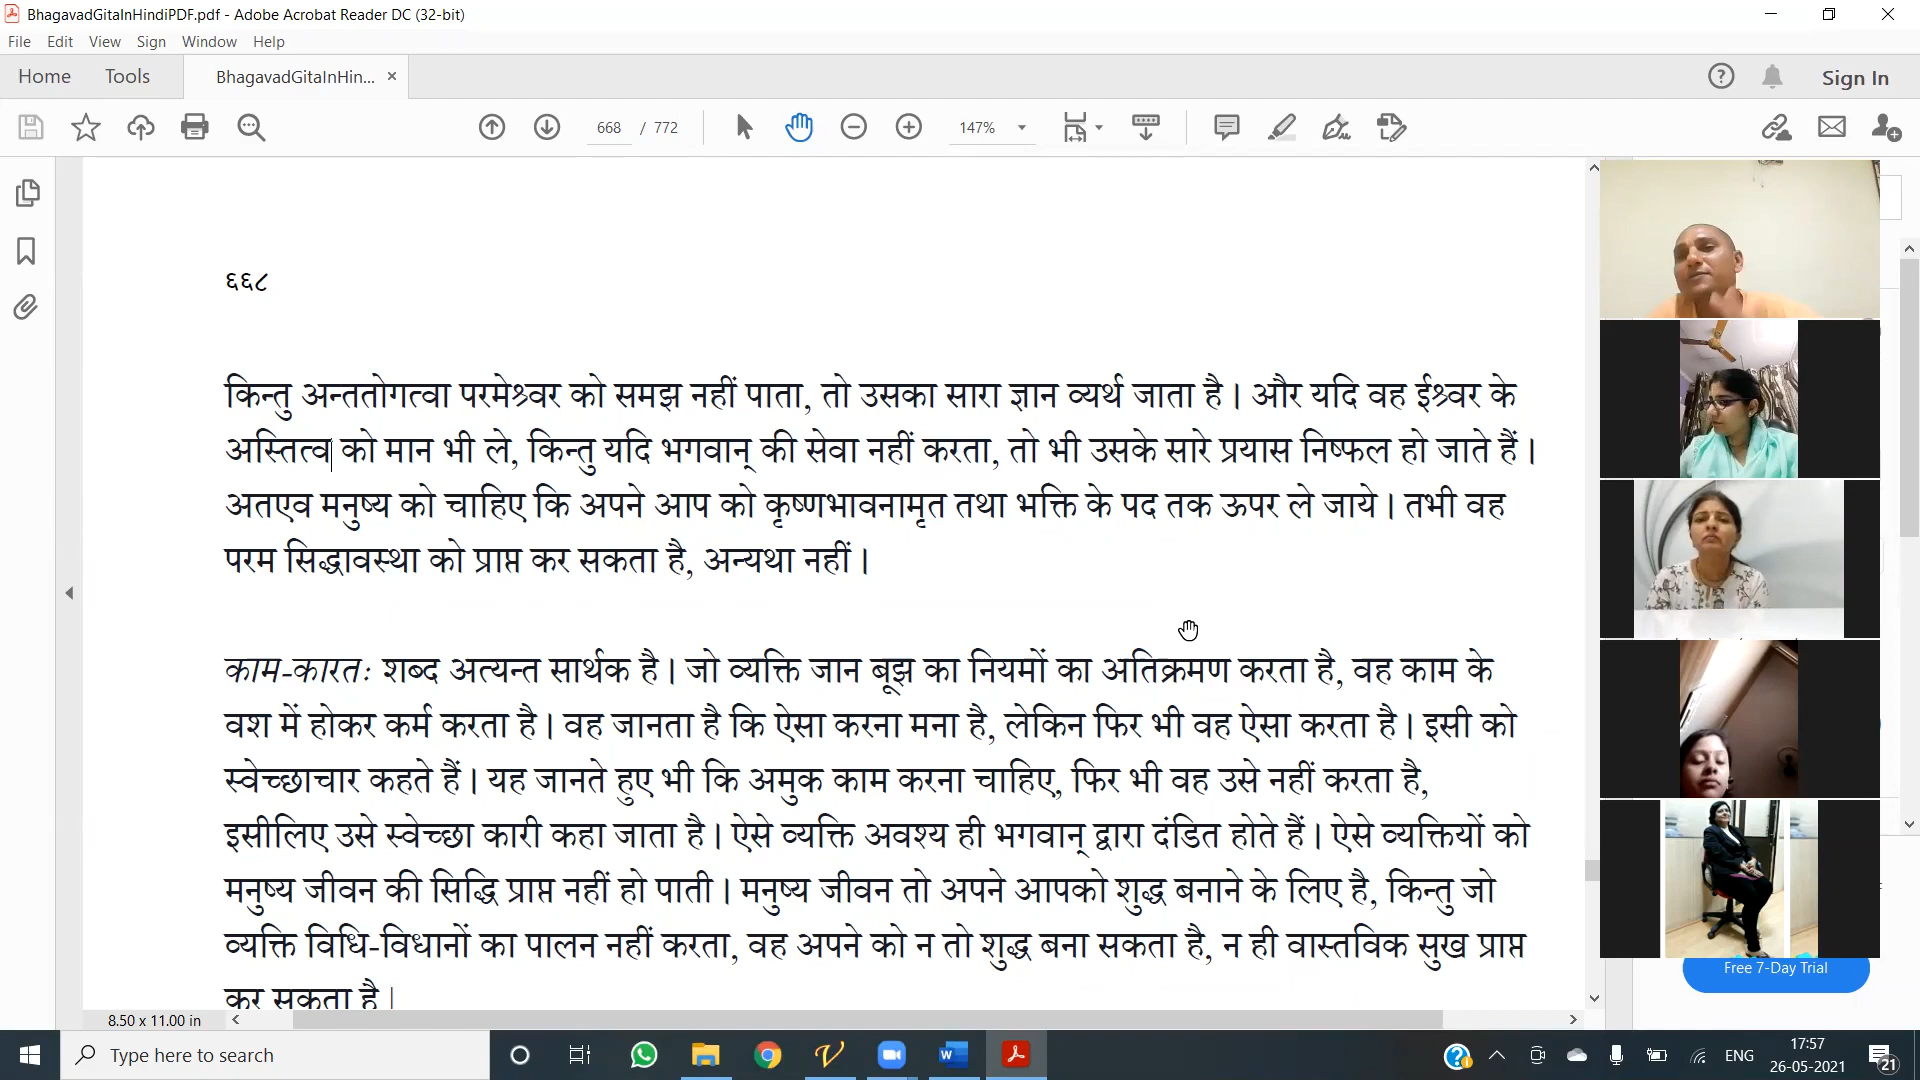 BhagavadGitaInHindiPDF.pdf - Adobe Acrobat Reader DC (32-bit)
File Edit View Sign Window Help
Home Tools BhagavadGitaInHin... × Sign In
668 / 772 147%
६६८
किन्तु अन्ततोगत्वा परमेश्र्वर को समझ नहीं पाता, तो उसका सारा ज्ञान व्यर्थ जाता है । और यदि वह ईश्र्वर के
अस्तित्व को मान भी ले, किन्तु यदि भगवान् की सेवा नहीं करता, तो भी उसके सारे प्रयास निष्फल हो जाते हैं ।
अतएव मनुष्य को चाहिए कि अपने आप को कृष्णभावनामृत तथा भक्ति के पद तक ऊपर ले जाये । तभी वह
परम सिद्धावस्था को प्राप्त कर सकता है, अन्यथा नहीं ।
काम-कारतः शब्द अत्यन्त सार्थक है । जो व्यक्ति जान बूझ का नियमों का अतिक्रमण करता है, वह काम के
वश में होकर कर्म करता है । वह जानता है कि ऐसा करना मना है, लेकिन फिर भी वह ऐसा करता है । इसी को
स्वेच्छाचार कहते हैं । यह जानते हुए भी कि अमुक काम करना चाहिए, फिर भी वह उसे नहीं करता है,
इसीलिए उसे स्वेच्छा कारी कहा जाता है । ऐसे व्यक्ति अवश्य ही भगवान् द्वारा दंडित होते हैं । ऐसे व्यक्तियों को
मनुष्य जीवन की सिद्धि प्राप्त नहीं हो पाती । मनुष्य जीवन तो अपने आपको शुद्ध बनाने के लिए है, किन्तु जो
व्यक्ति विधि-विधानों का पालन नहीं करता, वह अपने को न तो शुद्ध बना सकता है, न ही वास्तविक सुख प्राप्त
कर सकता है |
Free 7-Day Trial
8.50 x 11.00 in
Type here to search
ENG
17:57
26-05-2021
21